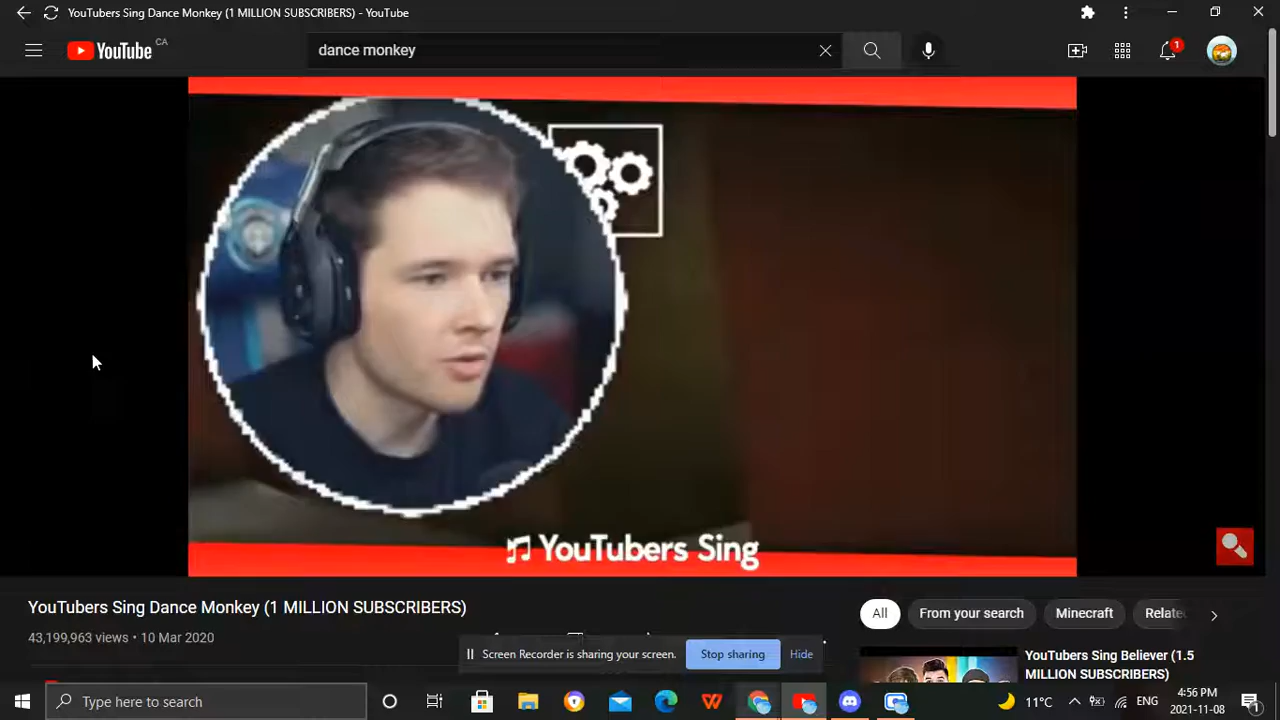 YouTubers Sing Dance Monkey (1 MILLION SUBSCRIBERS) - YouTube
YouTube CA
dance monkey
1
YouTubers Sing
YouTubers Sing Dance Monkey (1 MILLION SUBSCRIBERS)
43,199,963 views • 10 Mar 2020
All
From your search
Minecraft
Relate
Screen Recorder is sharing your screen.
Stop sharing
Hide
YouTubers Sing Believer (1.5
MILLION SUBSCRIBERS)
Type here to search
11°C
ENG
4:56 PM
2021-11-08
1